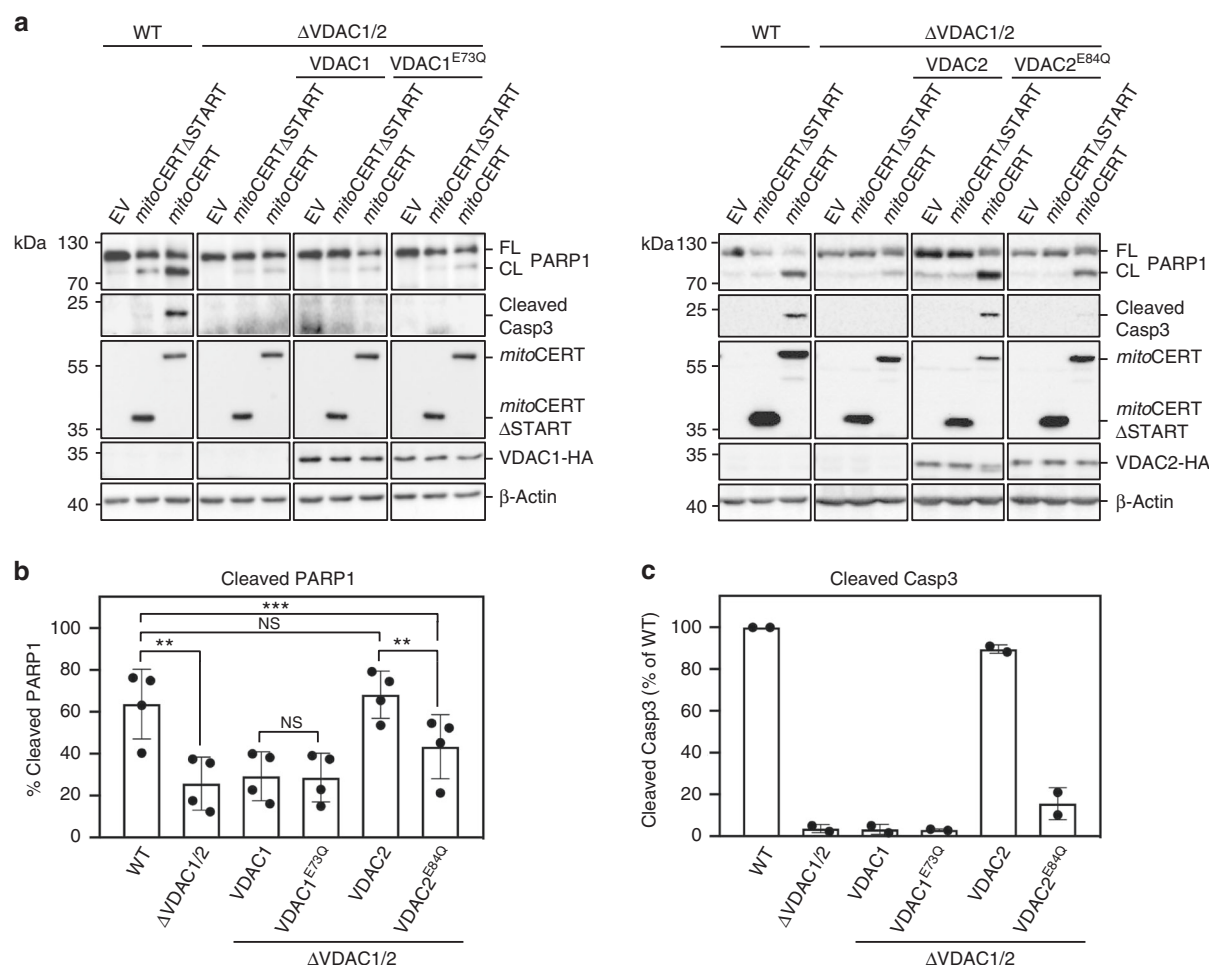 a
WT
ΔVDAC1/2
VDAC1
VDAC1E73Q
EV
mitoCERTΔSTART
mitoCERT
EV
mitoCERTΔSTART
mitoCERT
EV
mitoCERTΔSTART
mitoCERT
EV
mitoCERTΔSTART
mitoCERT
kDa
130
70
FL
CL
PARP1
25
Cleaved
Casp3
55
35
mitoCERT
mitoCERT
ΔSTART
35
VDAC1-HA
40
β-Actin
WT
ΔVDAC1/2
VDAC2
VDAC2E84Q
EV
mitoCERTΔSTART
mitoCERT
EV
mitoCERTΔSTART
mitoCERT
EV
mitoCERTΔSTART
mitoCERT
EV
mitoCERTΔSTART
mitoCERT
kDa
130
70
FL
CL
PARP1
25
Cleaved
Casp3
55
35
mitoCERT
mitoCERT
ΔSTART
35
VDAC2-HA
40
β-Actin
b
Cleaved PARP1
% Cleaved PARP1
100
80
60
40
20
0
***
NS
**
**
NS
WT
ΔVDAC1/2
VDAC1
VDAC1E73Q
VDAC2
VDAC2E84Q
ΔVDAC1/2
c
Cleaved Casp3
Cleaved Casp3 (% of WT)
100
80
60
40
20
0
WT
ΔVDAC1/2
VDAC1
VDAC1E73Q
VDAC2
VDAC2E84Q
ΔVDAC1/2